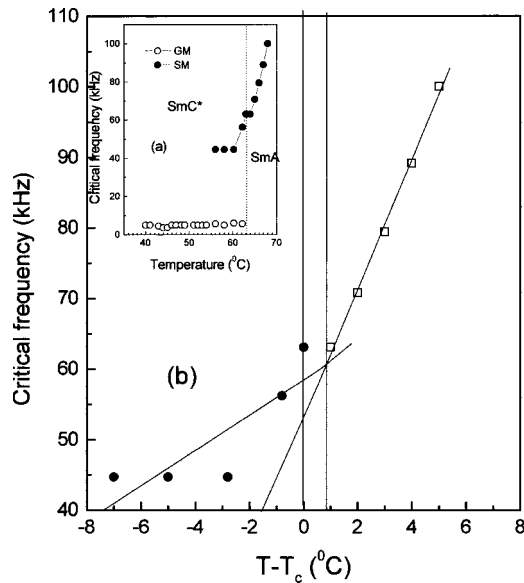 110
100
90
80
70
60
50
40
Critical frequency (kHz)
100
80
60
40
20
0
Critical frequency (kHz)
GM
SM
SmC*
(a)
SmA
40 50 60 70
Temperature (⁰C)
(b)
-8 -6 -4 -2 0 2 4 6 8
T-Tc (⁰C)